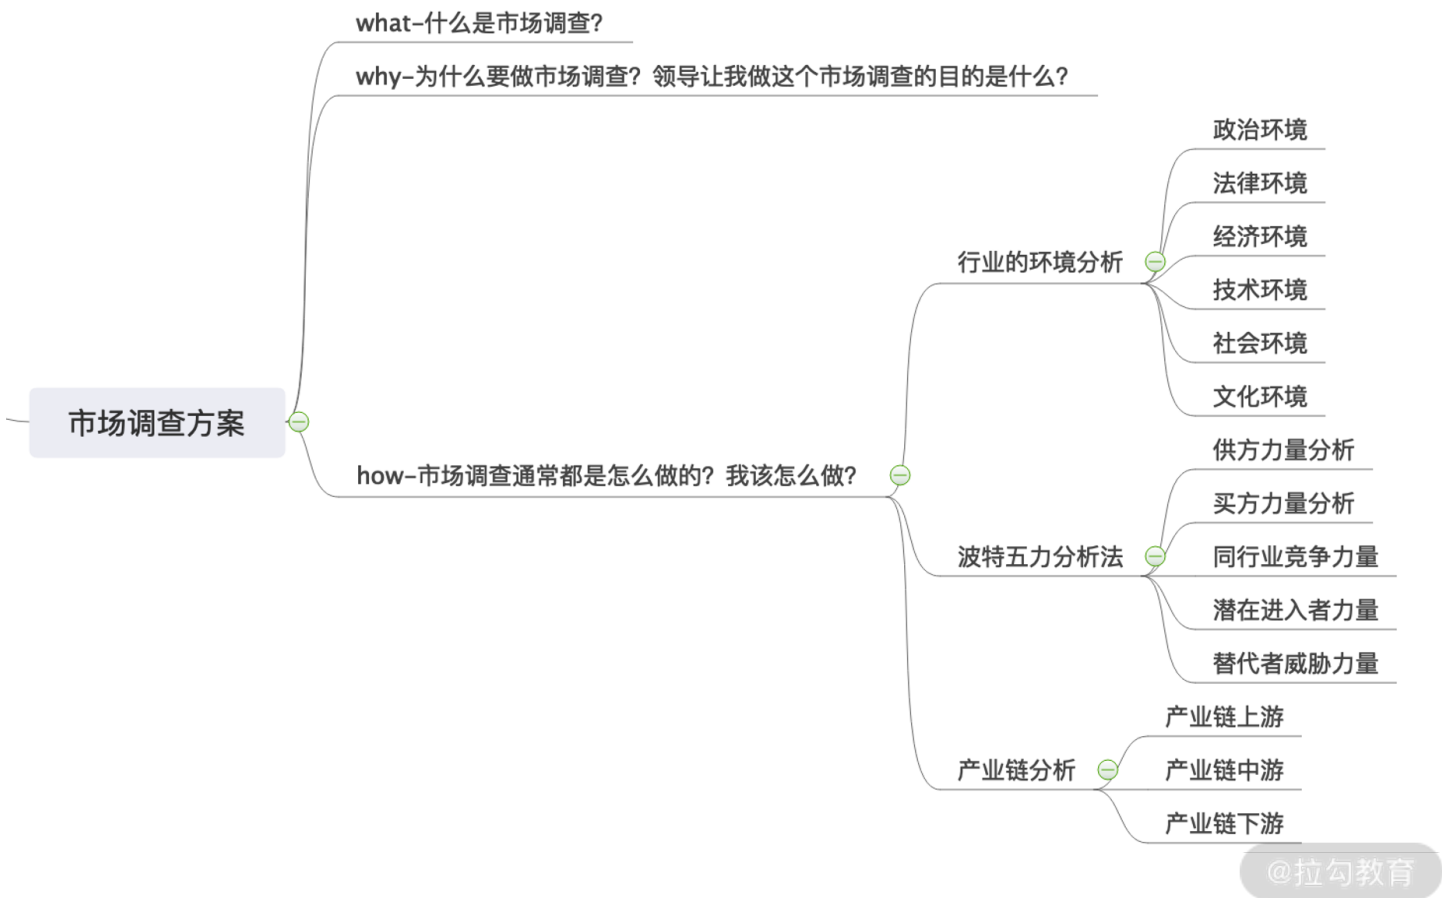 what-什么是市场调查？
why-为什么要做市场调查？领导让我做这个市场调查的目的是什么？
政治环境
法律环境
经济环境
行业的环境分析
技术环境
社会环境
文化环境
市场调查方案
供方力量分析
how-市场调查通常都是怎么做的？我该怎么做？
买方力量分析
波特五力分析法
同行业竞争力量
潜在进入者力量
替代者威胁力量
产业链上游
产业链分析
产业链中游
产业链下游
@拉勾教育